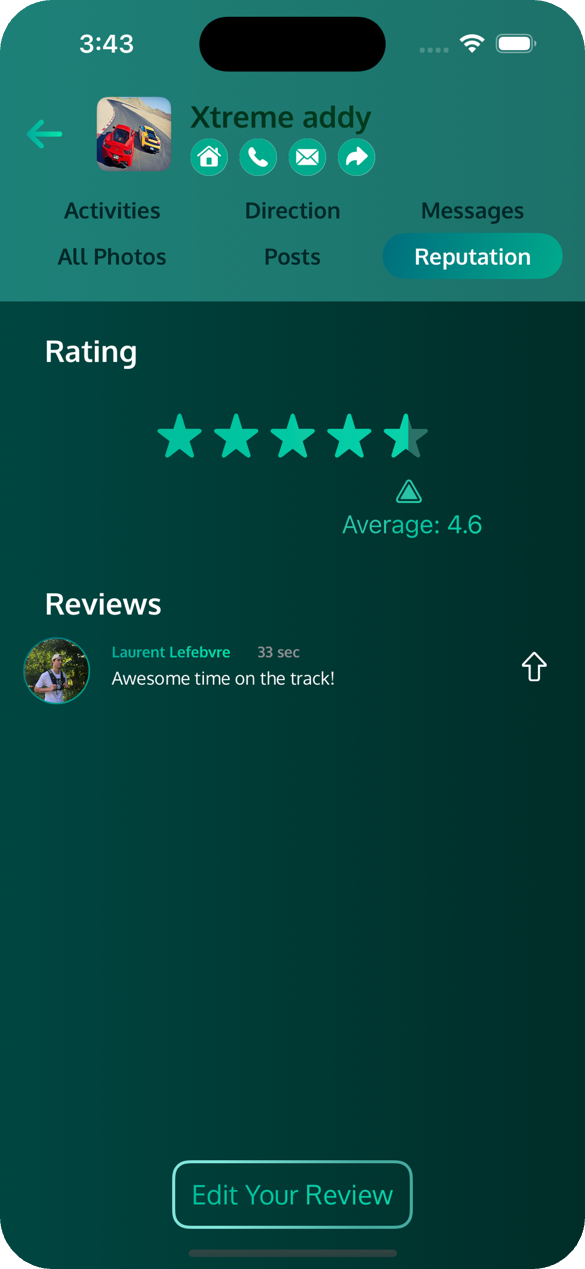 3:43
Xtreme addy
Activities Direction Messages
All Photos Posts Reputation
Rating
Average: 4.6
Reviews
Laurent Lefebvre 33 sec
Awesome time on the track!
Edit Your Review